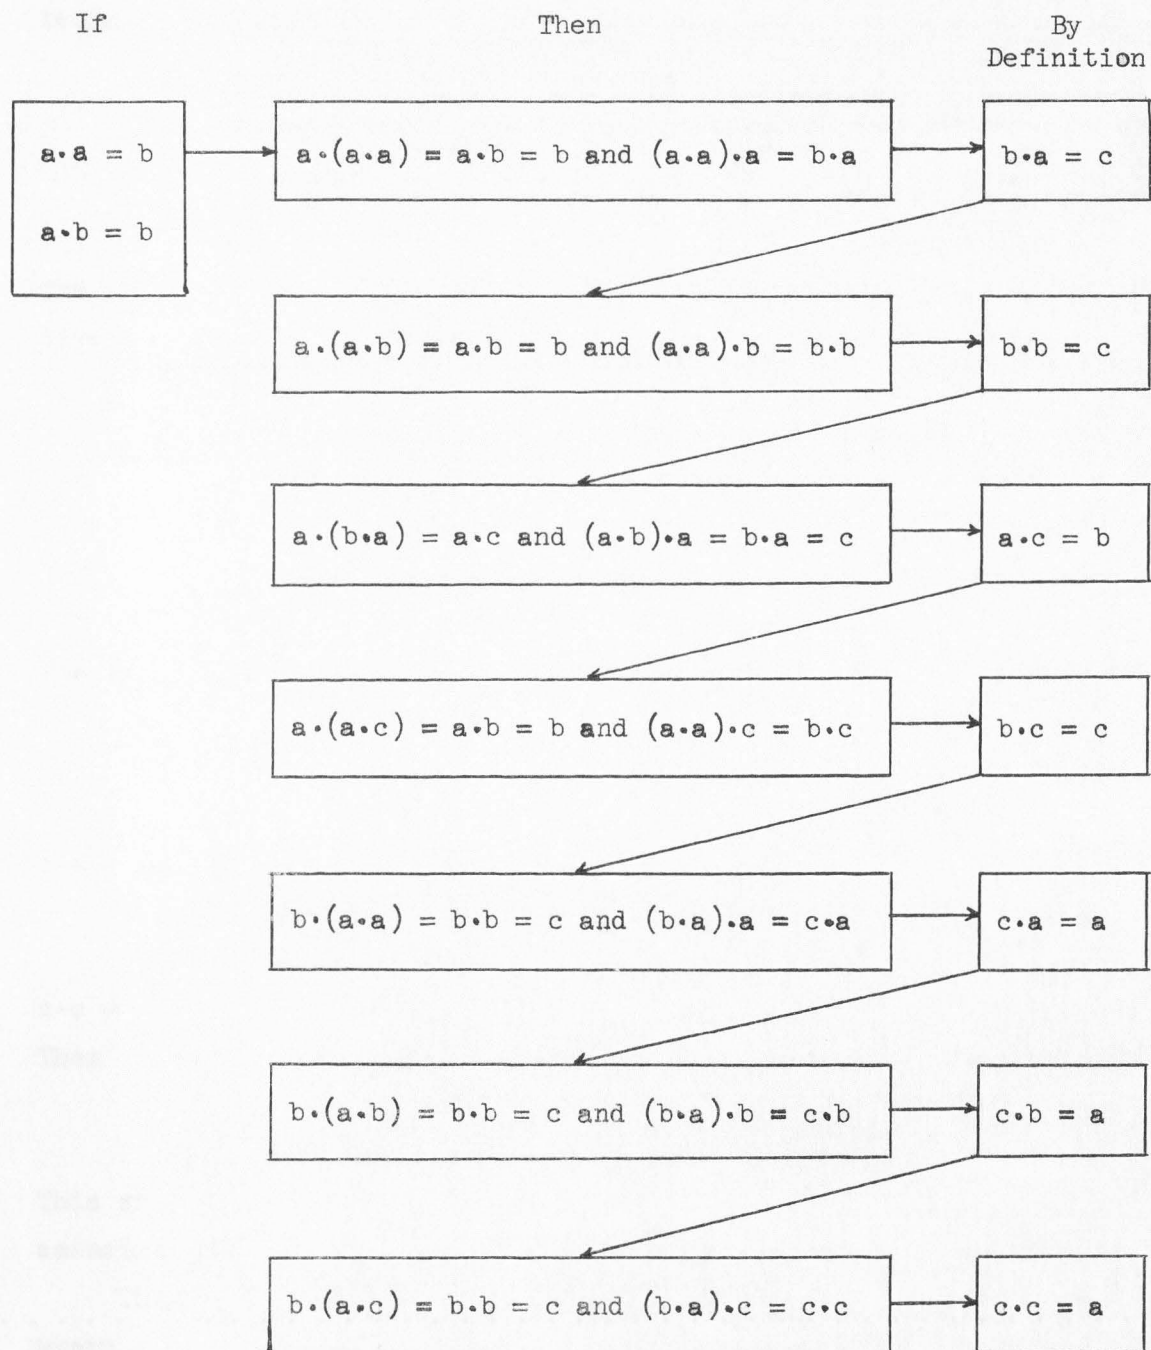 If Then By
Definition
a·a = b
a·b = b
a·(a·a) = a·b = b and (a·a)·a = b·a
b·a = c
a·(a·b) = a·b = b and (a·a)·b = b·b
b·b = c
a·(b·a) = a·c and (a·b)·a = b·a = c
a·c = b
a·(a·c) = a·b = b and (a·a)·c = b·c
b·c = c
b·(a·a) = b·b = c and (b·a)·a = c·a
c·a = a
b·(a·b) = b·b = c and (b·a)·b = c·b
c·b = a
b·(a·c) = b·b = c and (b·a)·c = c·c
c·c = a